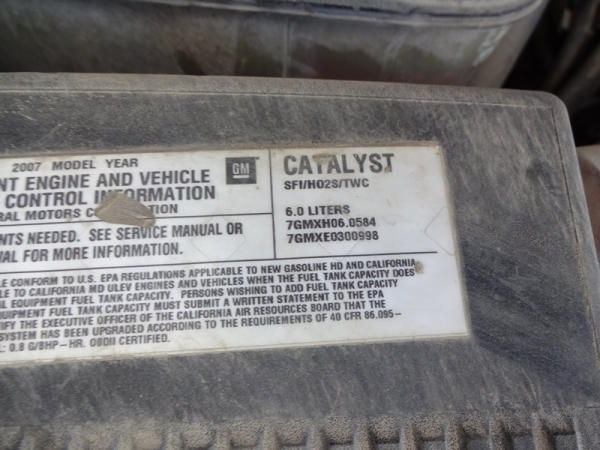 2007 MODEL YEAR
NT ENGINE AND VEHICLE
CONTROL INFORMATION
RAL MOTORS
GM
CATALYST
SFI/HO2S/TWC
6.0 LITERS
7GMXH06.0584
7GMXE0300998
NTS NEEDED. SEE SERVICE MANUAL OR
AL FOR MORE INFORMATION.
LE CONFORM TO U.S. EPA REGULATIONS APPLICABLE TO NEW GASOLINE HD AND CALIFORNIA
LE TO CALIFORNIA MD ULEV ENGINES AND VEHICLES WHEN THE FUEL TANK CAPACITY DOES
L EQUIPMENT FUEL TANK CAPACITY. PERSONS WISHING TO ADD FUEL TANK CAPACITY
UIPMENT FUEL TANK CAPACITY MUST SUBMIT A WRITTEN STATEMENT TO THE EPA
IFY THE EXECUTIVE OFFICER OF THE CALIFORNIA AIR RESOURCES BOARD THAT THE
SYSTEM HAS BEEN UPGRADED ACCORDING TO THE REQUIREMENTS OF 40 CFR 86.095-
L: 0.8 G/BHP-HR. OBDII CERTIFIED.